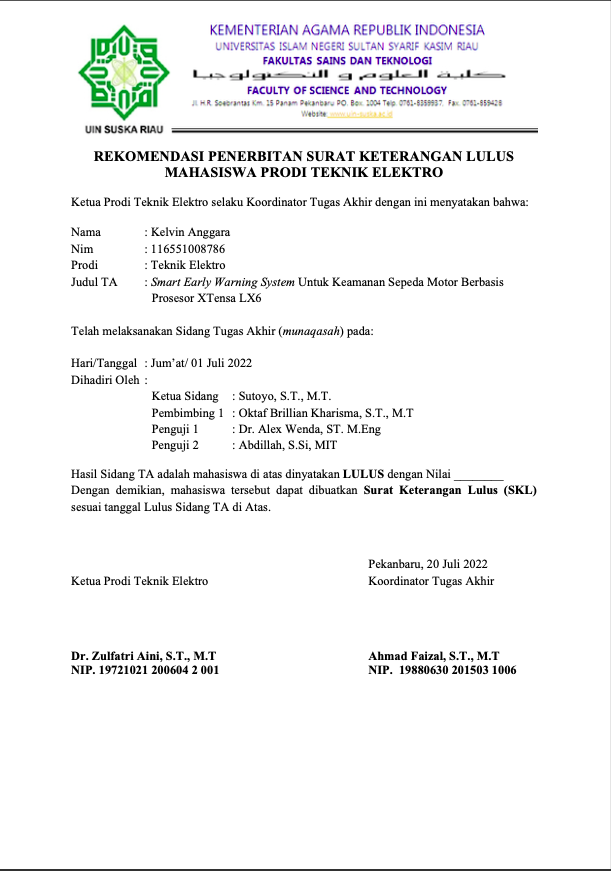 KEMENTERIAN AGAMA REPUBLIK INDONESIA
UNIVERSITAS ISLAM NEGERI SULTAN SYARIF KASIM RIAU
FAKULTAS SAINS DAN TEKNOLOGI
كلية العلوم و التكنولوجيا
FACULTY OF SCIENCE AND TECHNOLOGY
Jl. H.R. Soebrantas Km. 15 Panam Pekanbaru PO. Box. 1004 Telp. 0761-8359937, Fax. 0761-859428
Website: www.uin-suska.ac.id
UIN SUSKA RIAU
REKOMENDASI PENERBITAN SURAT KETERANGAN LULUS
MAHASISWA PRODI TEKNIK ELEKTRO
Ketua Prodi Teknik Elektro selaku Koordinator Tugas Akhir dengan ini menyatakan bahwa:
Nama : Kelvin Anggara
Nim : 116551008786
Prodi : Teknik Elektro
Judul TA : Smart Early Warning System Untuk Keamanan Sepeda Motor Berbasis
Prosesor XTensa LX6
Telah melaksanakan Sidang Tugas Akhir (munaqasah) pada:
Hari/Tanggal : Jum’at/ 01 Juli 2022
Dihadiri Oleh :
Ketua Sidang : Sutoyo, S.T., M.T.
Pembimbing 1 : Oktaf Brillian Kharisma, S.T., M.T
Penguji 1 : Dr. Alex Wenda, ST. M.Eng
Penguji 2 : Abdillah, S.Si, MIT
Hasil Sidang TA adalah mahasiswa di atas dinyatakan LULUS dengan Nilai ________
Dengan demikian, mahasiswa tersebut dapat dibuatkan Surat Keterangan Lulus (SKL)
sesuai tanggal Lulus Sidang TA di Atas.
Pekanbaru, 20 Juli 2022
Ketua Prodi Teknik Elektro Koordinator Tugas Akhir
Dr. Zulfatri Aini, S.T., M.T Ahmad Faizal, S.T., M.T
NIP. 19721021 200604 2 001 NIP. 19880630 201503 1006